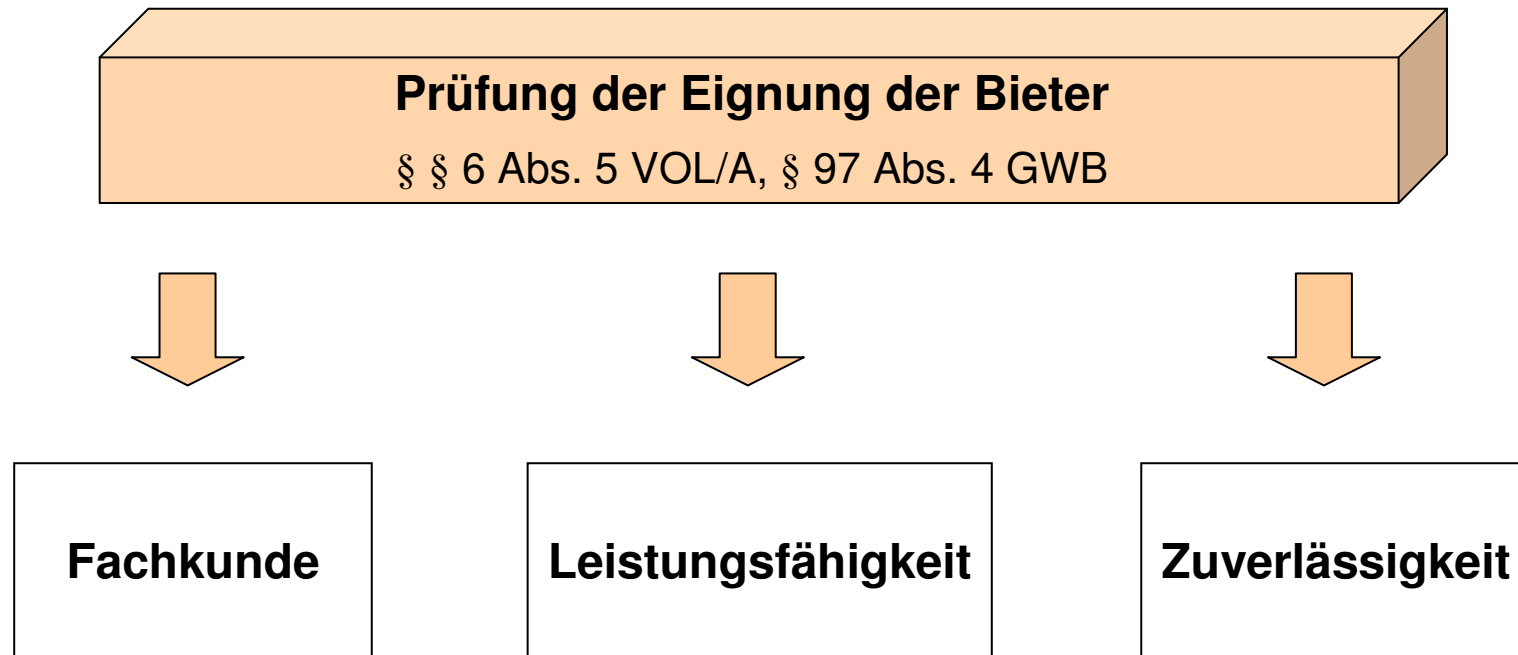 Prüfung der Eignung der Bieter
§ § 6 Abs. 5 VOL/A, § 97 Abs. 4 GWB
Fachkunde
Leistungsfähigkeit
Zuverlässigkeit